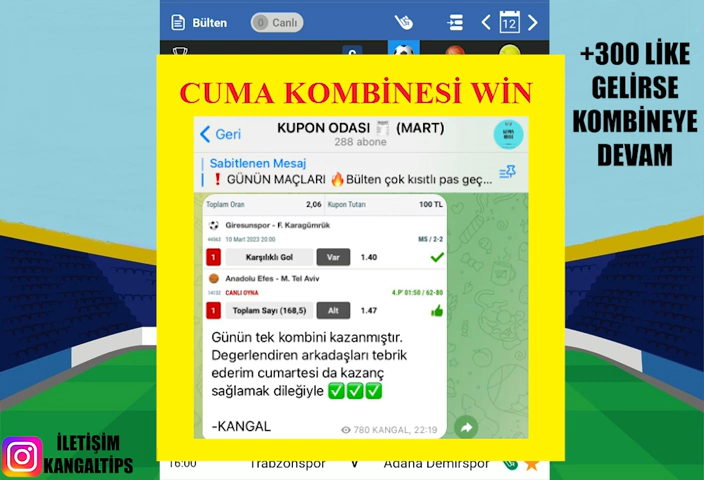 Bülten
0 Canlı
12
+300 LİKE
GELİRSE
KOMBİNEYE
DEVAM
CUMA KOMBİNESİ WİN
Geri
KUPON ODASI (MART)
288 abone
Sabitlenen Mesaj
❗ GÜNÜN MAÇLARI 🔥Bülten çok kısıtlı pas geç...
Toplam Oran 2,06 Kupon Tutarı 100 TL
Giresunspor - F. Karagümrük
10 Mart 2023 20:00 MS / 2-2
1 Karşılıklı Gol Var 1.40
Anadolu Efes - M. Tel Aviv
CANLI OYNA 4.P' 01:50 / 62-80
1 Toplam Sayı (168,5) Alt 1.47
Günün tek kombini kazanmıştır.
Degerlendiren arkadaşları tebrik
ederim cumartesi da kazanç
sağlamak dileğiyle ✅✅✅
-KANGAL
780 KANGAL, 22:19
İLETİŞİM
KANGALTİPS
16:00 Trabzonspor v Adana Demirspor